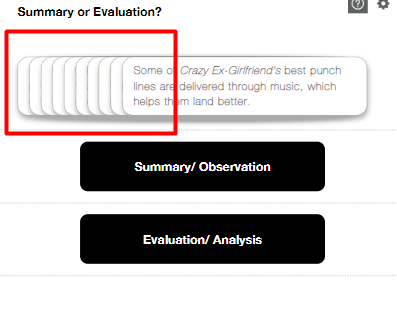 Summary or Evaluation?
Some of Crazy Ex-Girlfriend's best punch
lines are delivered through music, which
helps them land better.
Summary/ Observation
Evaluation/ Analysis